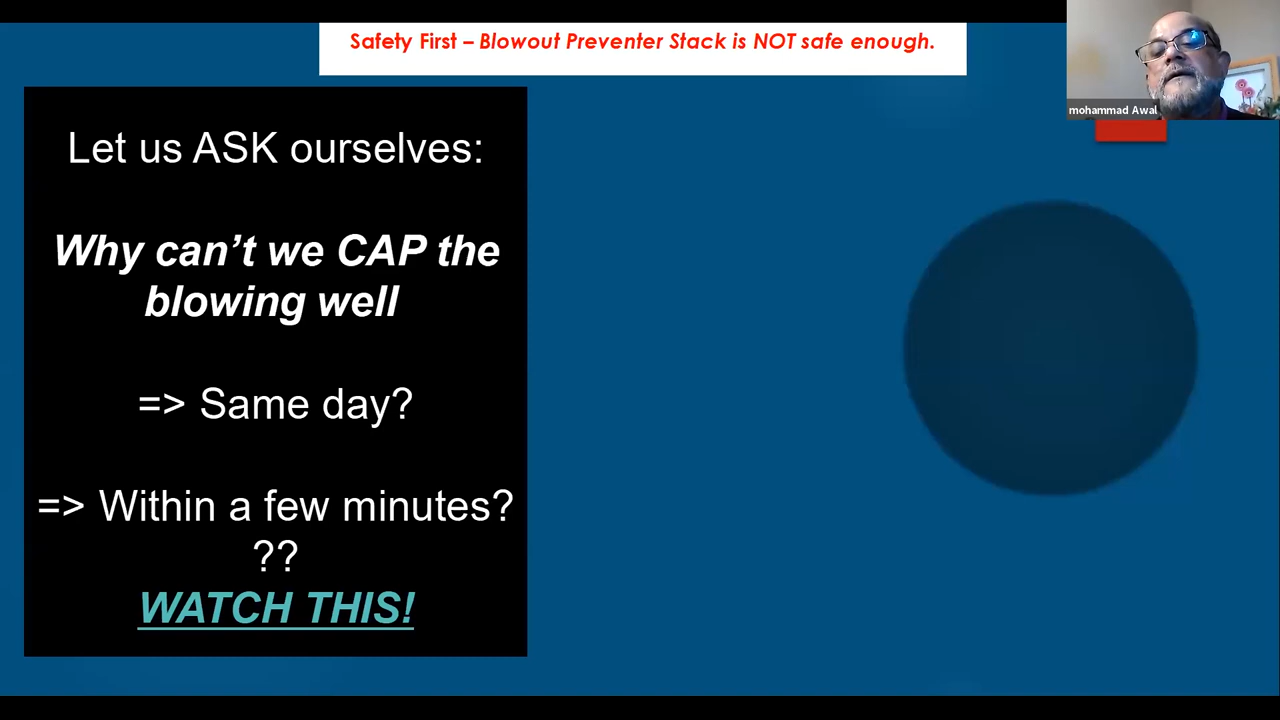 Safety First – Blowout Preventer Stack is NOT safe enough.
mohammad Awal
Let us ASK ourselves:
Why can’t we CAP the
blowing well
=> Same day?
=> Within a few minutes?
??
WATCH THIS!